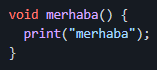 void merhaba() {
  print("merhaba");
}